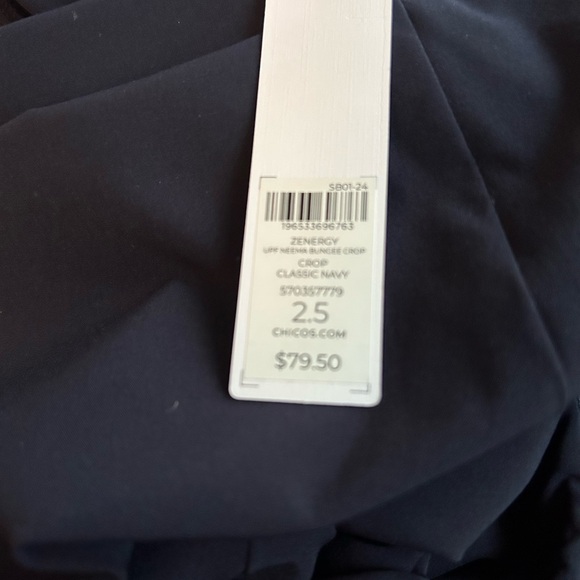 SB01-24
196533696763
ZENERGY
UPF NEEMA BUNGEE CROP
CROP
CLASSIC NAVY
570357779
2.5
CHICOS.COM
$79.50